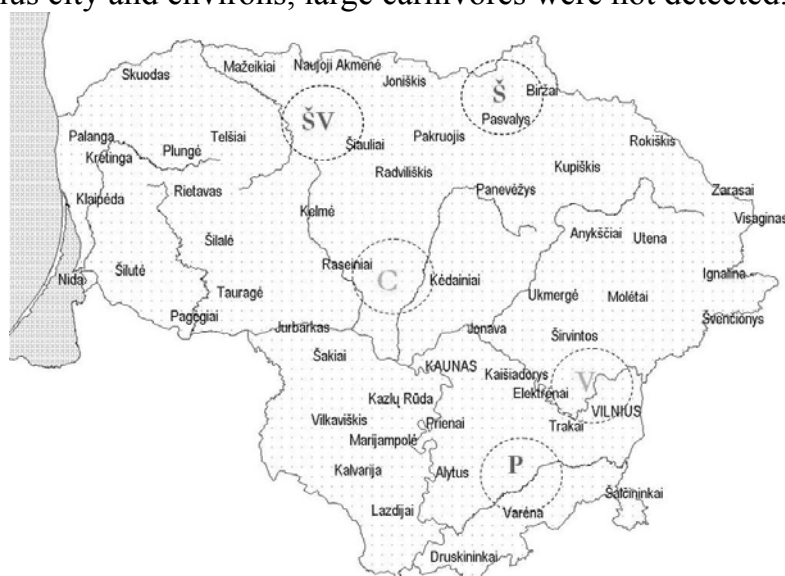 city and environs, large carnivores were not detected.
Skuodas
Mažeikiai
Naujoji Akmenė
Joniškis
Š
Biržai
ŠV
Pasvalys
Palanga
Telšiai
Šiauliai
Pakruojis
Rokiškis
Kretinga
Plungė
Radviliškis
Kupiškis
Klaipėda
Rietavas
Panevėžys
Zarasai
Kelmė
Visaginas
Šilalė
Anykščiai
Utena
Nida
Šilutė
Raseiniai
C
Kėdainiai
Ignalina
Tauragė
Ukmergė
Molėtai
Pagėgiai
Jurbarkas
Jonava
Širvintos
Švenčionys
Šakiai
KAUNAS
Kaišiadorys
V
Elektrėnai
Kazlų Rūda
VILNIUS
Vilkaviškis
Prienai
Trakai
Marijampolė
Kalvarija
Alytus
P
Šalčininkai
Lazdijai
Varėna
Druskininkai